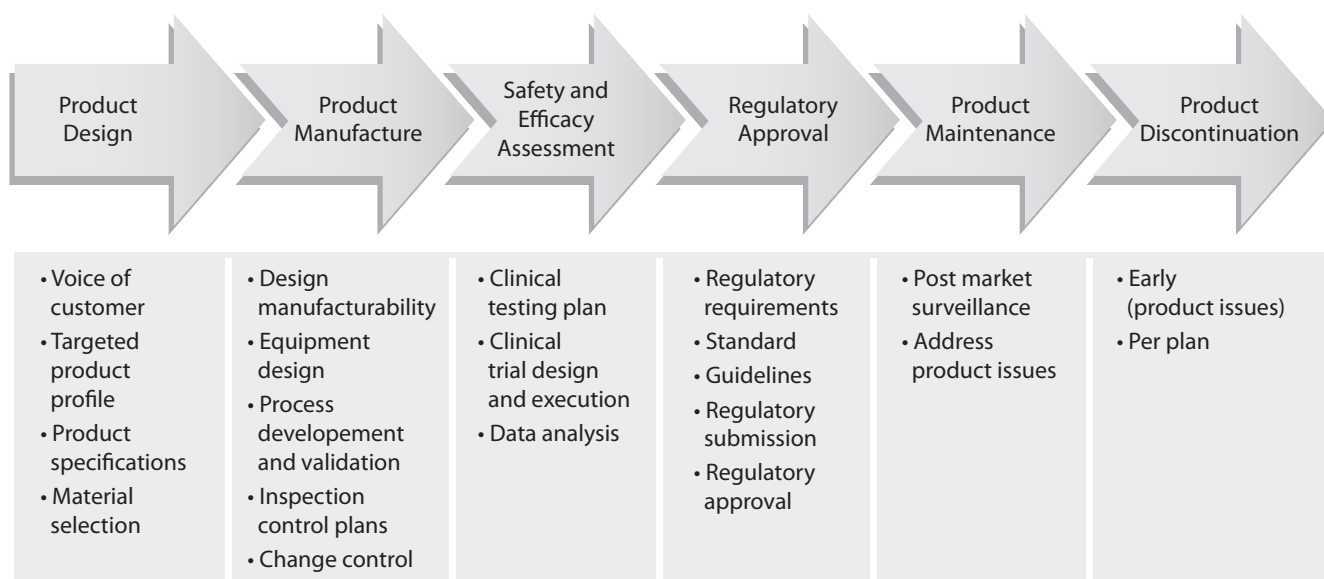 Product
Design
Product
Manufacture
Safety and
Efficacy
Assessment
Regulatory
Approval
Product
Maintenance
Product
Discontinuation
• Voice of
customer
• Targeted
product
profile
• Product
specifications
• Material
selection
• Design
manufacturability
• Equipment
design
• Process
developement
and validation
• Inspection
control plans
• Change control
• Clinical
testing plan
• Clinical
trial design
and execution
• Data analysis
• Regulatory
requirements
• Standard
• Guidelines
• Regulatory
submission
• Regulatory
approval
• Post market
surveillance
• Address
product issues
• Early
(product issues)
• Per plan